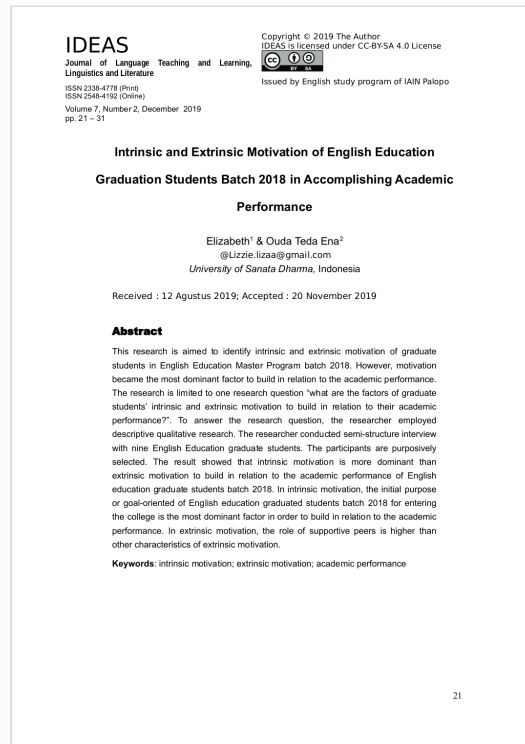 IDEAS
Journal of Language Teaching and Learning,
Linguistics and Literature
ISSN 2338-4778 (Print)
ISSN 2548-4192 (Online)
Volume 7, Number 2, December 2019
pp. 21 – 31
Copyright © 2019 The Author
IDEAS is licensed under CC-BY-SA 4.0 License
cc BY SA
Issued by English study program of IAIN Palopo
Intrinsic and Extrinsic Motivation of English Education
Graduation Students Batch 2018 in Accomplishing Academic
Performance
Elizabeth¹ & Ouda Teda Ena²
@Lizzie.lizaa@gmail.com
University of Sanata Dharma, Indonesia
Received : 12 Agustus 2019; Accepted : 20 November 2019
Abstract
This research is aimed to identify intrinsic and extrinsic motivation of graduate
students in English Education Master Program batch 2018. However, motivation
became the most dominant factor to build in relation to the academic performance.
The research is limited to one research question “what are the factors of graduate
students’ intrinsic and extrinsic motivation to build in relation to their academic
performance?”. To answer the research question, the researcher employed
descriptive qualitative research. The researcher conducted semi-structure interview
with nine English Education graduate students. The participants are purposively
selected. The result showed that intrinsic motivation is more dominant than
extrinsic motivation to build in relation to the academic performance of English
education graduate students batch 2018. In intrinsic motivation, the initial purpose
or goal-oriented of English education graduated students batch 2018 for entering
the college is the most dominant factor in order to build in relation to the academic
performance. In extrinsic motivation, the role of supportive peers is higher than
other characteristics of extrinsic motivation.
Keywords: intrinsic motivation; extrinsic motivation; academic performance
21